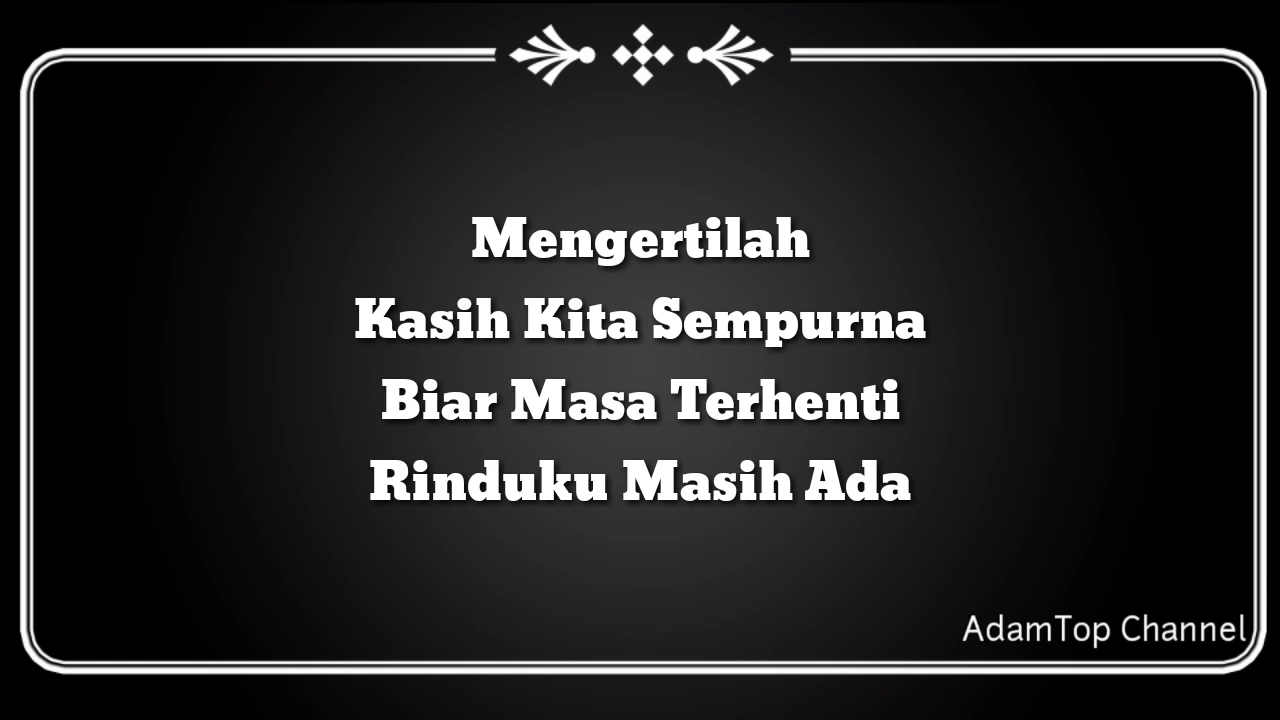 Mengertilah
Kasih Kita Sempurna
Biar Masa Terhenti
Rinduku Masih Ada
AdamTop Channel